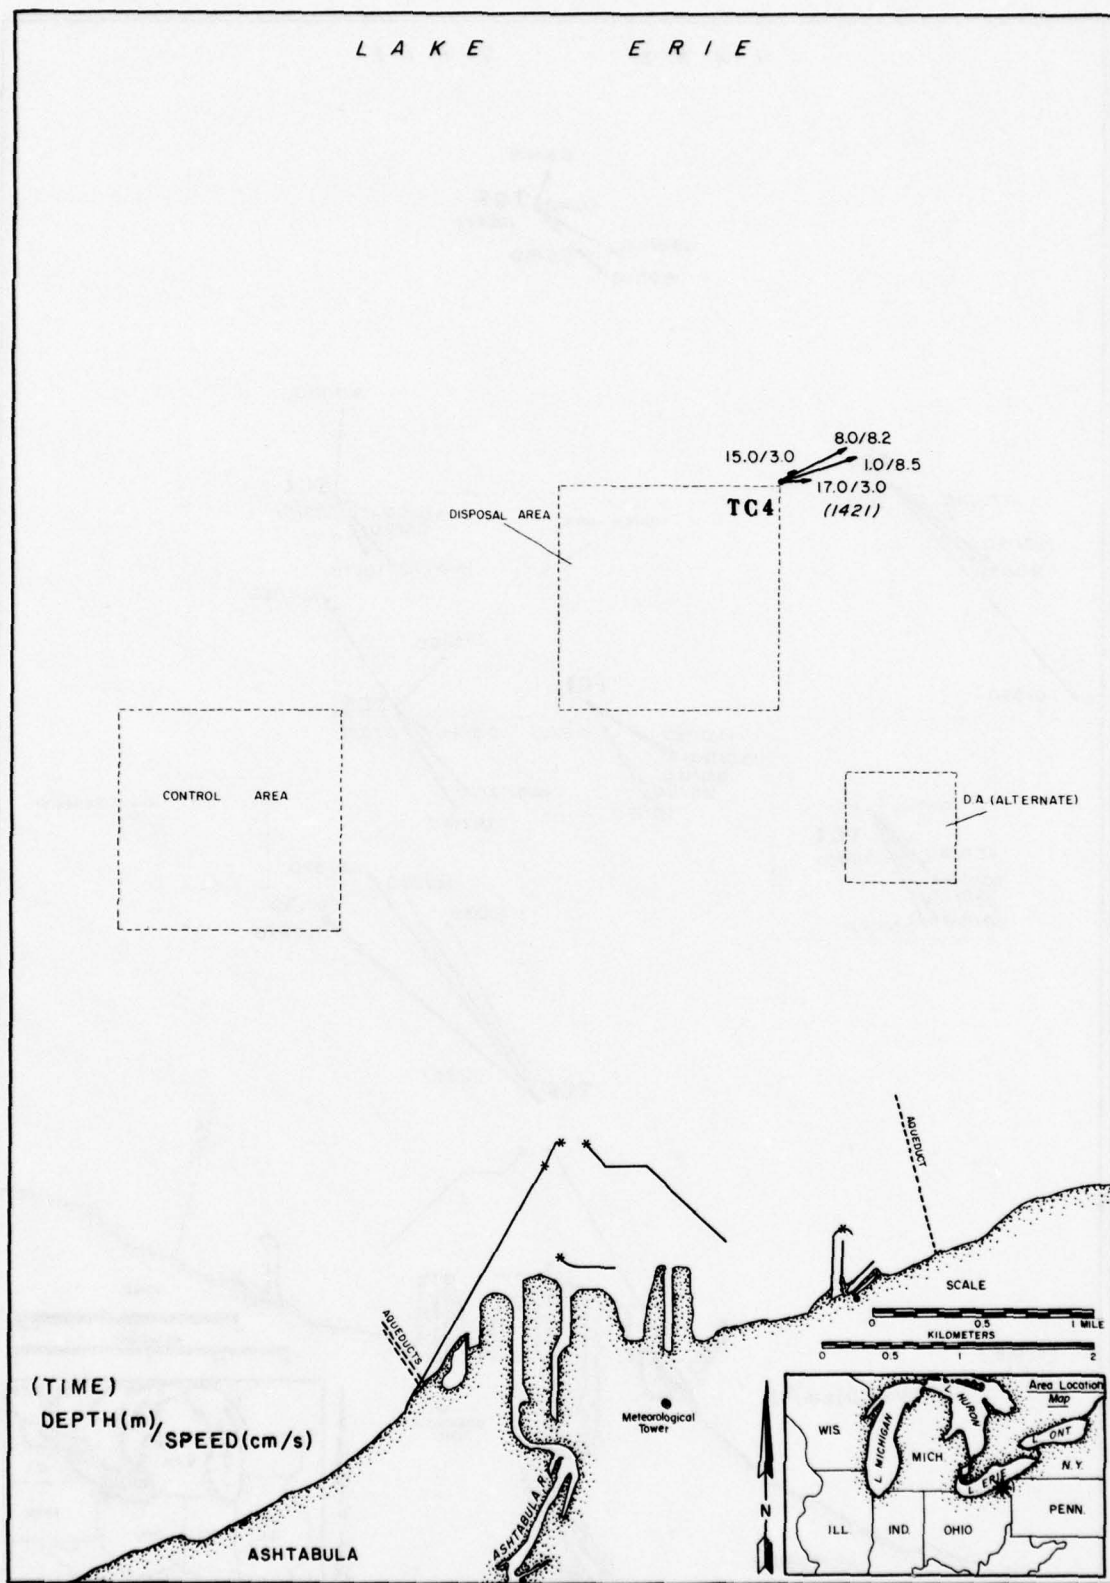 LAKE ERIE
8.0/8.2
15.0/3.0
1.0/8.5
17.0/3.0
TC4
(1421)
DISPOSAL AREA
CONTROL AREA
D.A (ALTERNATE)
AQUEDUCT
SCALE
0 0.5 1 MILE
KILOMETERS
0 0.5 1 2
AQUEDUCTS
(TIME)
DEPTH(m)/SPEED(cm/s)
Meteorological
Tower
ASHTABULA R.
ASHTABULA
N
Area Location
Map
L. HURON
L. ONT
WIS.
L. MICHIGAN
MICH.
N.Y.
L. ERIE
PENN.
ILL.
IND.
OHIO